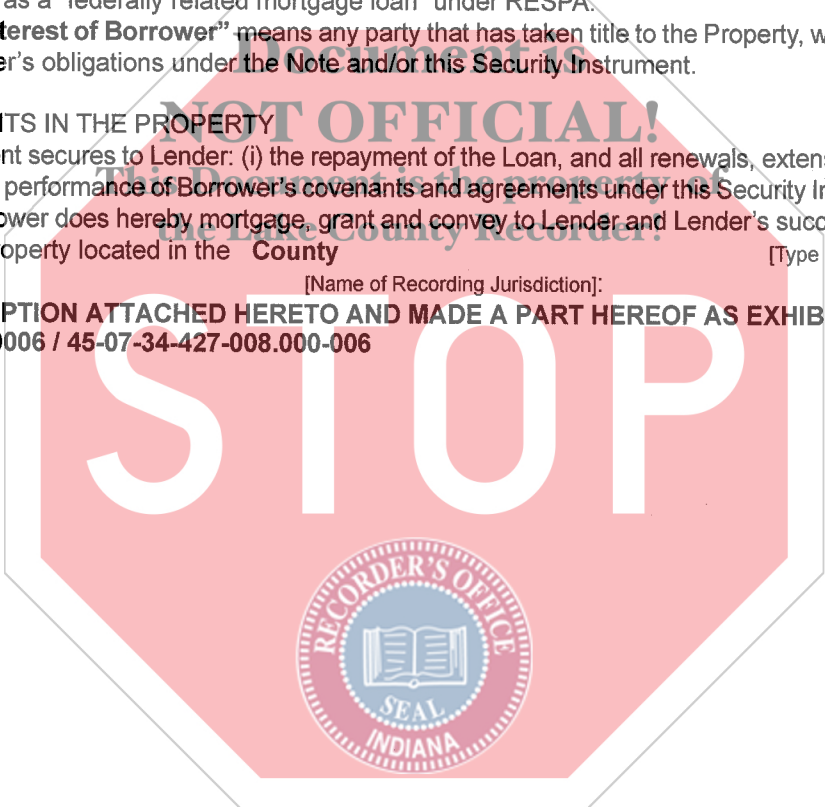 as a "federally related mortgage loan" under RESPA.
terest of Borrower" means any party that has taken title to the Property, w
Document is
er's obligations under the Note and/or this Security Instrument.
NOT OFFICIAL!
TS IN THE PROPERTY
nt secures to Lender: (i) the repayment of the Loan, and all renewals, exten
This Document is the property of
performance of Borrower's covenants and agreements under this Security In
ower does hereby mortgage, grant and convey to Lender and Lender's succ
the Lake County Recorder!
operty located in the County [Type
[Name of Recording Jurisdiction]:
PTION ATTACHED HERETO AND MADE A PART HEREOF AS EXHIB
0006 / 45-07-34-427-008.000-006
STOP
RECORDER'S OFFICE
SEAL
INDIANA